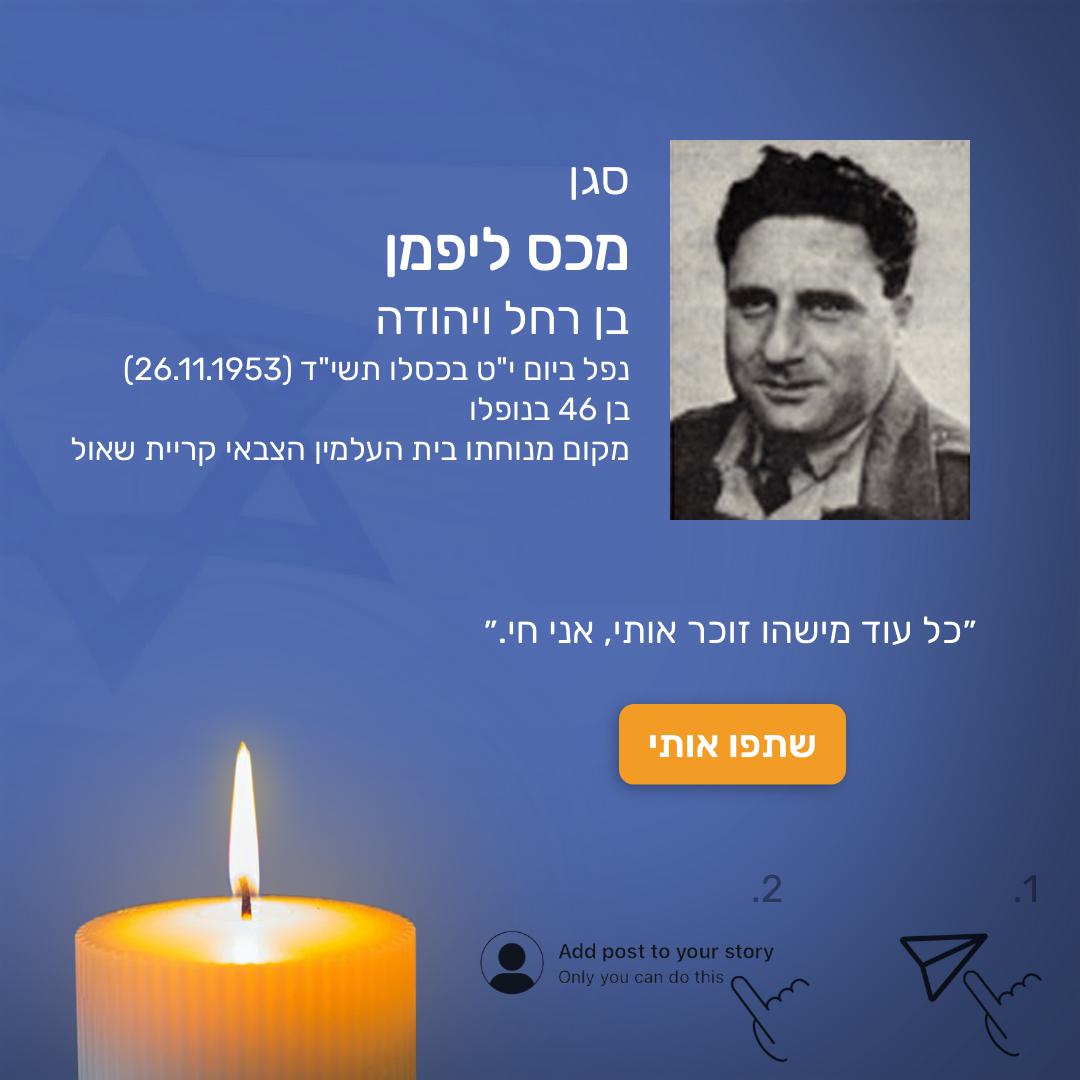 סגן
מכס ליפמן
בן רחל ויהודה
נפל ביום י"ט בכסלו תשי"ד (26.11.1953)
בן 46 בנופלו
מקום מנוחתו בית העלמין הצבאי קריית שאול
״כל עוד מישהו זוכר אותי, אני חי.״
שתפו אותי
1.
2.
Add post to your story
Only you can do this